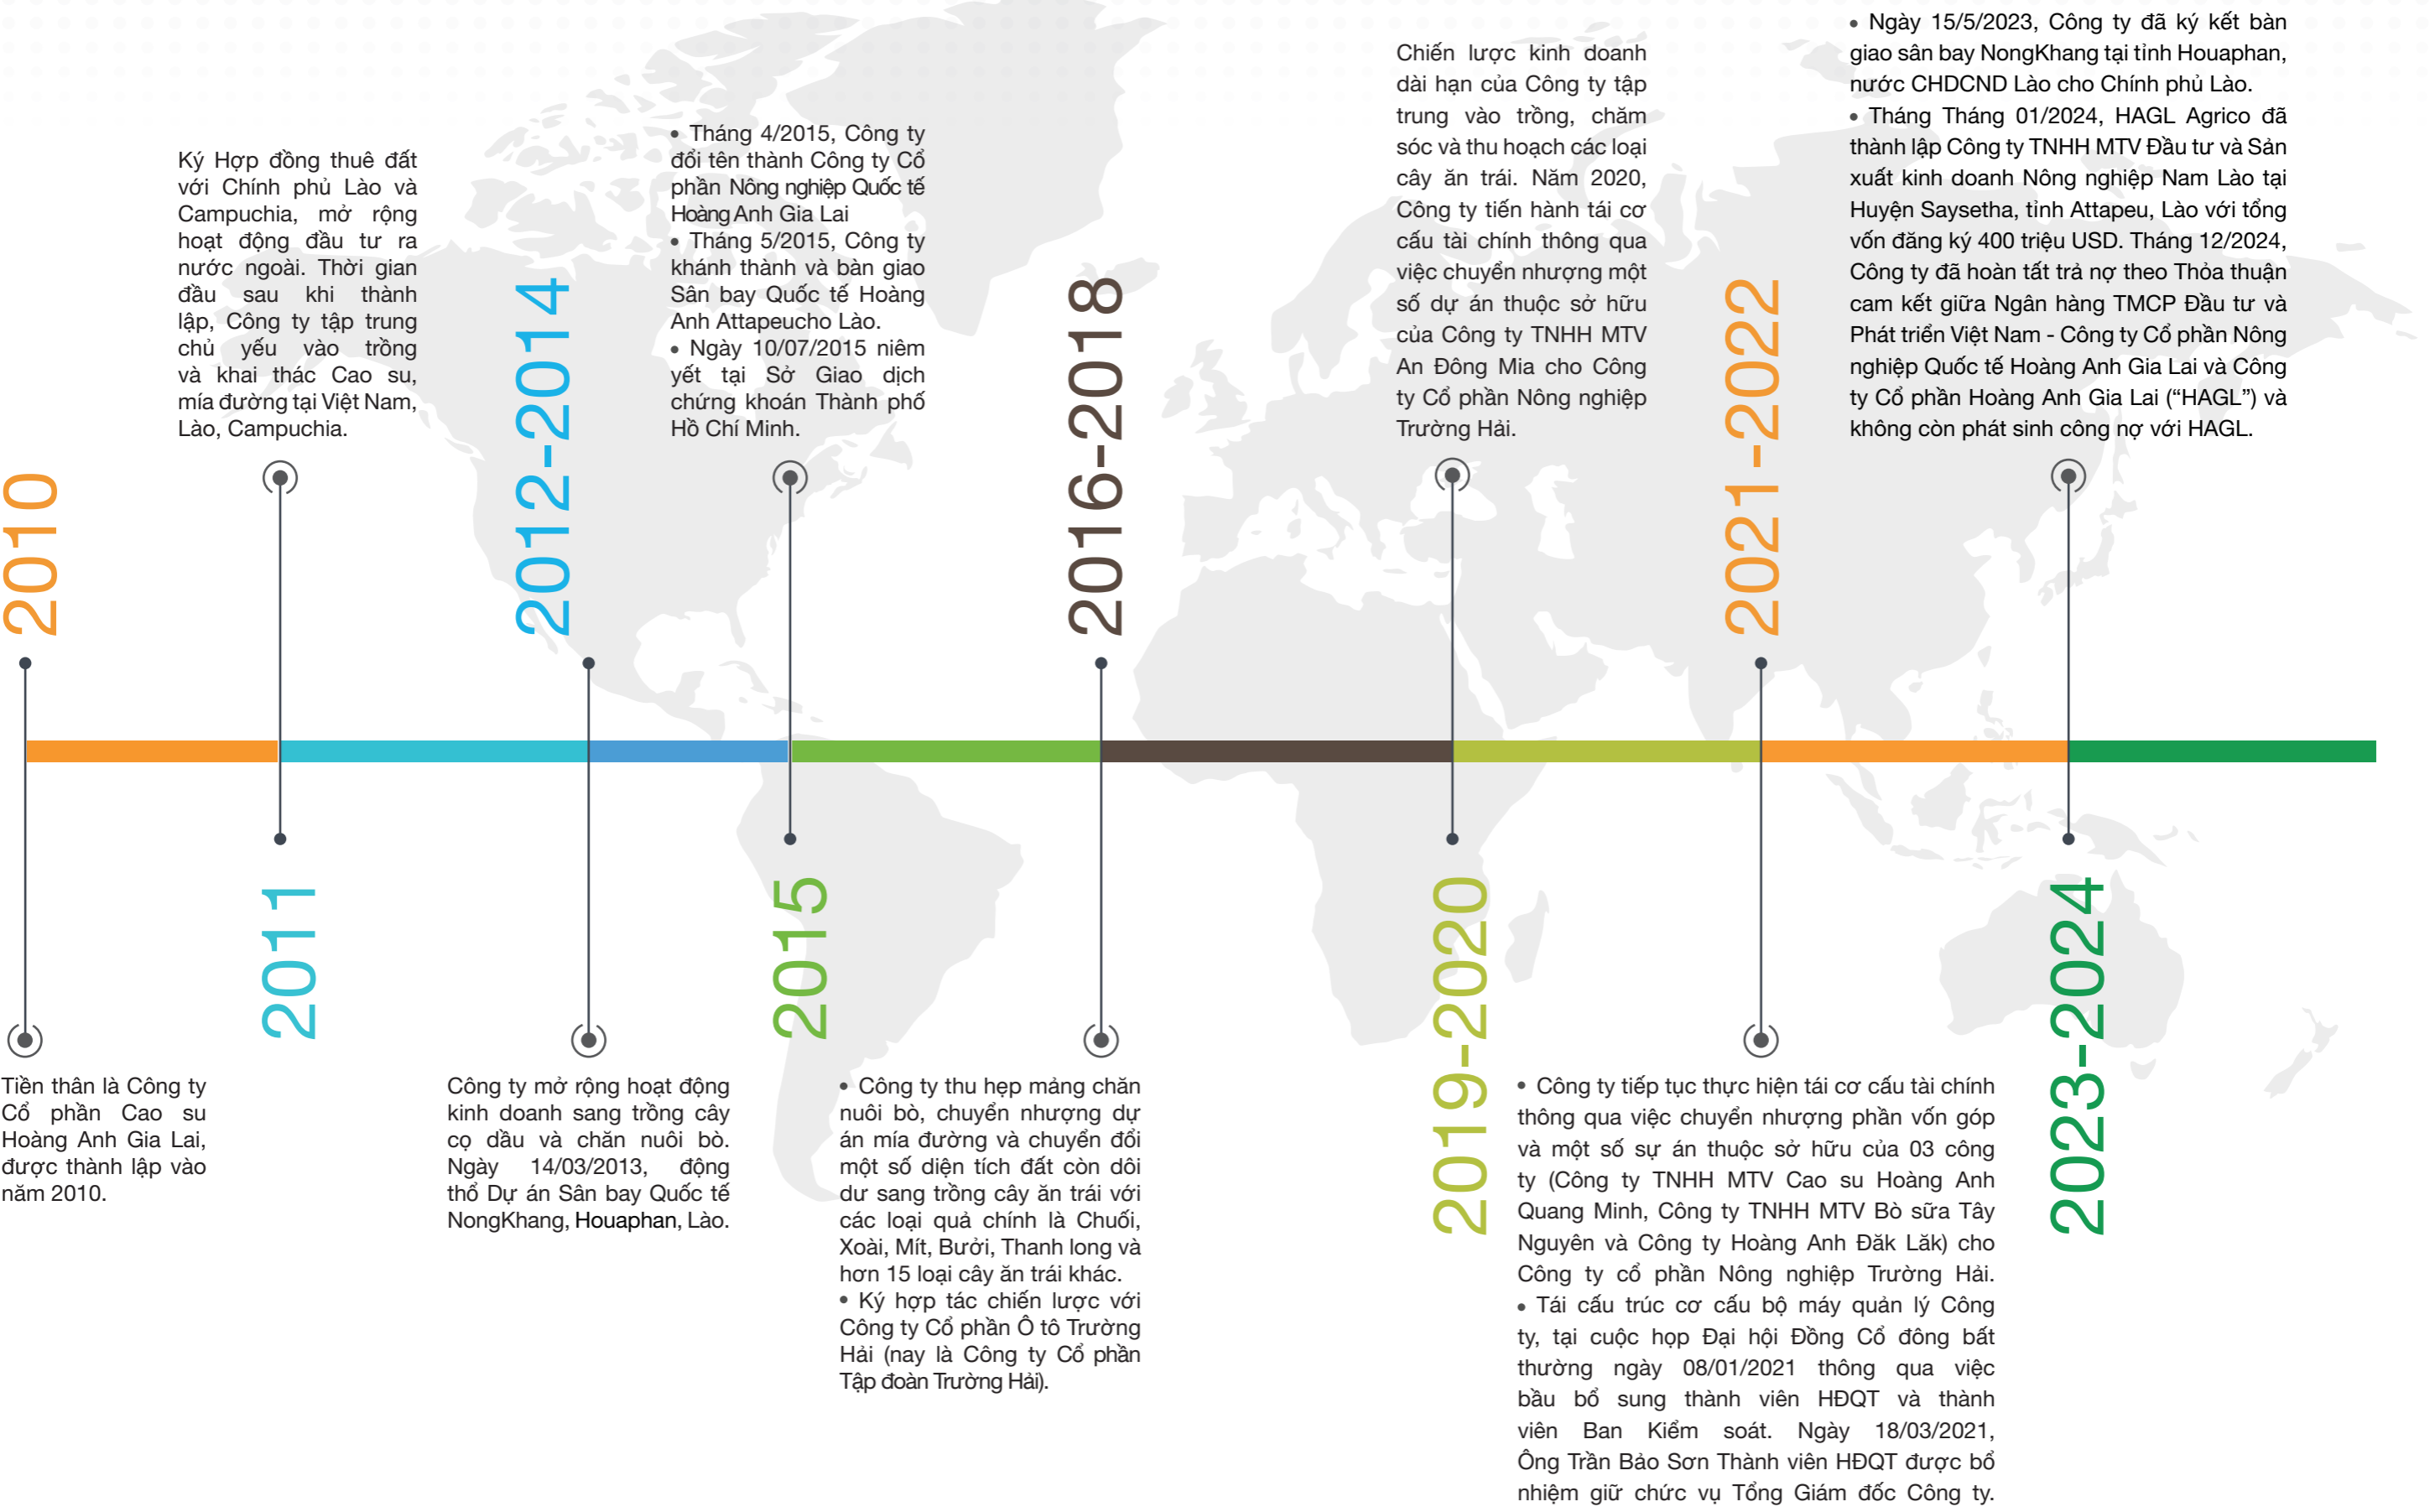 2010
Tiền thân là Công ty
Cổ phần Cao su
Hoàng Anh Gia Lai,
được thành lập vào
năm 2010.
Ký Hợp đồng thuê đất
với Chính phủ Lào và
Campuchia, mở rộng
hoạt động đầu tư ra
nước ngoài. Thời gian
đầu sau khi thành
lập, Công ty tập trung
chủ yếu vào trồng
và khai thác Cao su,
mía đường tại Việt Nam,
Lào, Campuchia.
2011
2012-2014
Công ty mở rộng hoạt động
kinh doanh sang trồng cây
cọ dầu và chăn nuôi bò.
Ngày 14/03/2013, động
thổ Dự án Sân bay Quốc tế
NongKhang, Houaphan, Lào.
• Tháng 4/2015, Công ty
đổi tên thành Công ty Cổ
phần Nông nghiệp Quốc tế
Hoàng Anh Gia Lai
• Tháng 5/2015, Công ty
khánh thành và bàn giao
Sân bay Quốc tế Hoàng
Anh Attapeucho Lào.
• Ngày 10/07/2015 niêm
yết tại Sở Giao dịch
chứng khoán Thành phố
Hồ Chí Minh.
2015
2016-2018
• Công ty thu hẹp mảng chăn
nuôi bò, chuyển nhượng dự
án mía đường và chuyển đổi
một số diện tích đất còn dôi
dư sang trồng cây ăn trái với
các loại quả chính là Chuối,
Xoài, Mít, Bưởi, Thanh long và
hơn 15 loại cây ăn trái khác.
• Ký hợp tác chiến lược với
Công ty Cổ phần Ô tô Trường
Hải (nay là Công ty Cổ phần
Tập đoàn Trường Hải).
Chiến lược kinh doanh
dài hạn của Công ty tập
trung vào trồng, chăm
sóc và thu hoạch các loại
cây ăn trái. Năm 2020,
Công ty tiến hành tái cơ
cấu tài chính thông qua
việc chuyển nhượng một
số dự án thuộc sở hữu
của Công ty TNHH MTV
An Đông Mia cho Công
ty Cổ phần Nông nghiệp
Trường Hải.
2019-2020
2021-2022
• Công ty tiếp tục thực hiện tái cơ cấu tài chính
thông qua việc chuyển nhượng phần vốn góp
và một số sự án thuộc sở hữu của 03 công
ty (Công ty TNHH MTV Cao su Hoàng Anh
Quang Minh, Công ty TNHH MTV Bò sữa Tây
Nguyên và Công ty Hoàng Anh Đăk Lăk) cho
Công ty cổ phần Nông nghiệp Trường Hải.
• Tái cấu trúc cơ cấu bộ máy quản lý Công
ty, tại cuộc họp Đại hội Đồng Cổ đông bất
thường ngày 08/01/2021 thông qua việc
bầu bổ sung thành viên HĐQT và thành
viên Ban Kiểm soát. Ngày 18/03/2021,
Ông Trần Bảo Sơn Thành viên HĐQT được bổ
nhiệm giữ chức vụ Tổng Giám đốc Công ty.
• Ngày 15/5/2023, Công ty đã ký kết bàn
giao sân bay NongKhang tại tỉnh Houaphan,
nước CHDCND Lào cho Chính phủ Lào.
• Tháng Tháng 01/2024, HAGL Agrico đã
thành lập Công ty TNHH MTV Đầu tư và Sản
xuất kinh doanh Nông nghiệp Nam Lào tại
Huyện Saysetha, tỉnh Attapeu, Lào với tổng
vốn đăng ký 400 triệu USD. Tháng 12/2024,
Công ty đã hoàn tất trả nợ theo Thỏa thuận
cam kết giữa Ngân hàng TMCP Đầu tư và
Phát triển Việt Nam - Công ty Cổ phần Nông
nghiệp Quốc tế Hoàng Anh Gia Lai và Công
ty Cổ phần Hoàng Anh Gia Lai (“HAGL”) và
không còn phát sinh công nợ với HAGL.
2023-2024